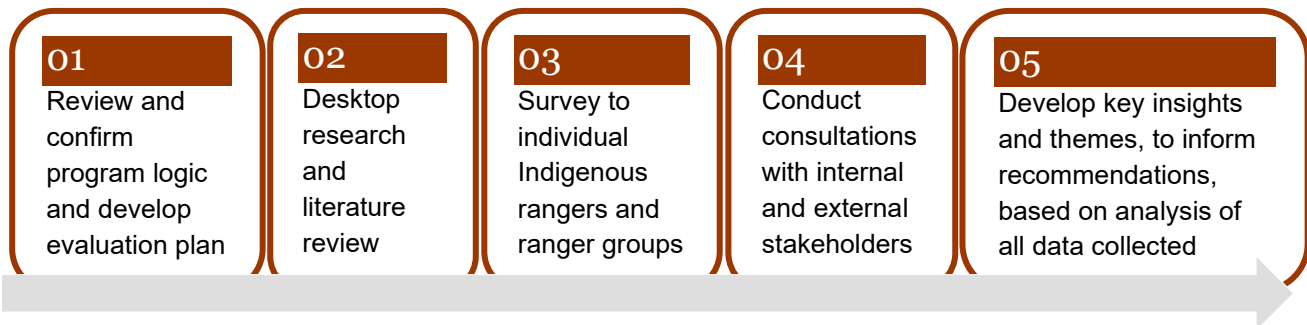 01
Review and
confirm
program logic
and develop
evaluation plan
02
Desktop
research
and
literature
review
03
Survey to
individual
Indigenous
rangers and
ranger groups
04
Conduct
consultations
with internal
and external
stakeholders
05
Develop key insights
and themes, to inform
recommendations,
based on analysis of
all data collected